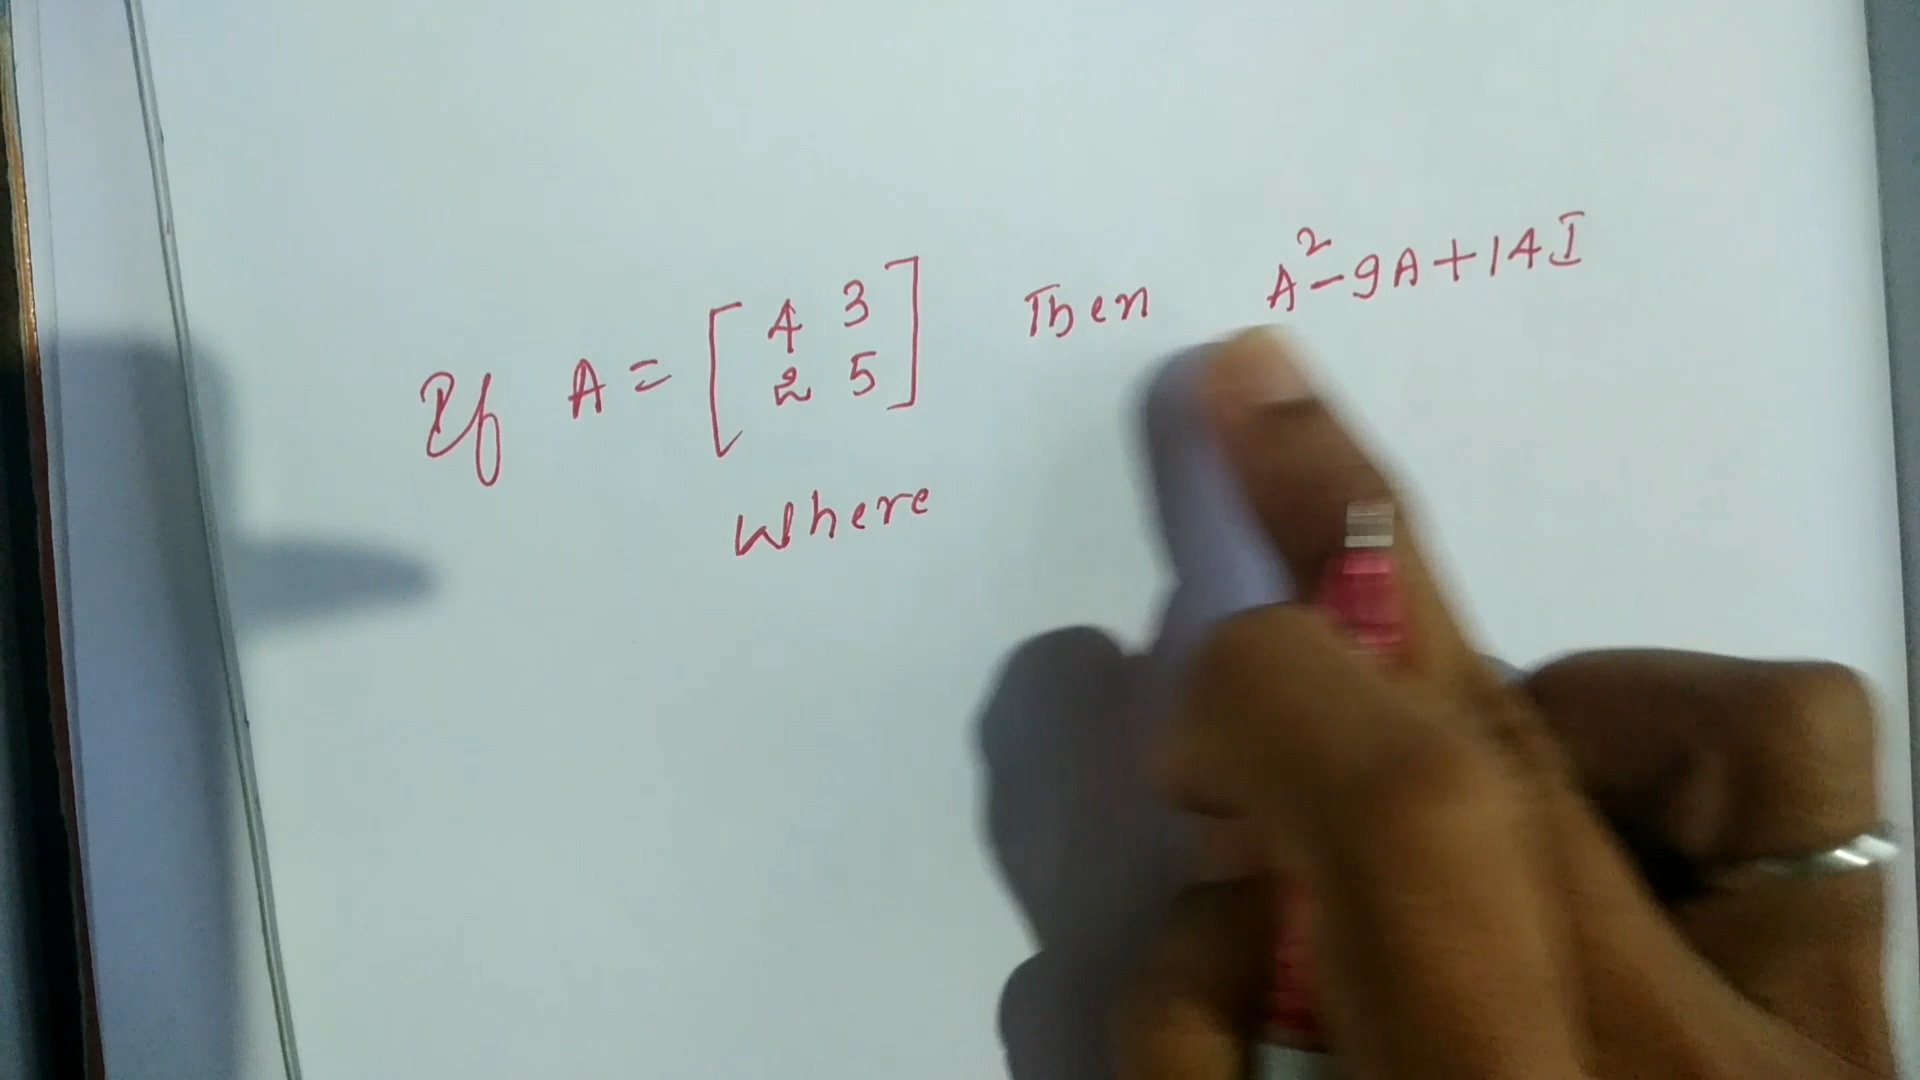 If A = [ 4 3
2 5 ] Then A² - 9A + 14I
Where